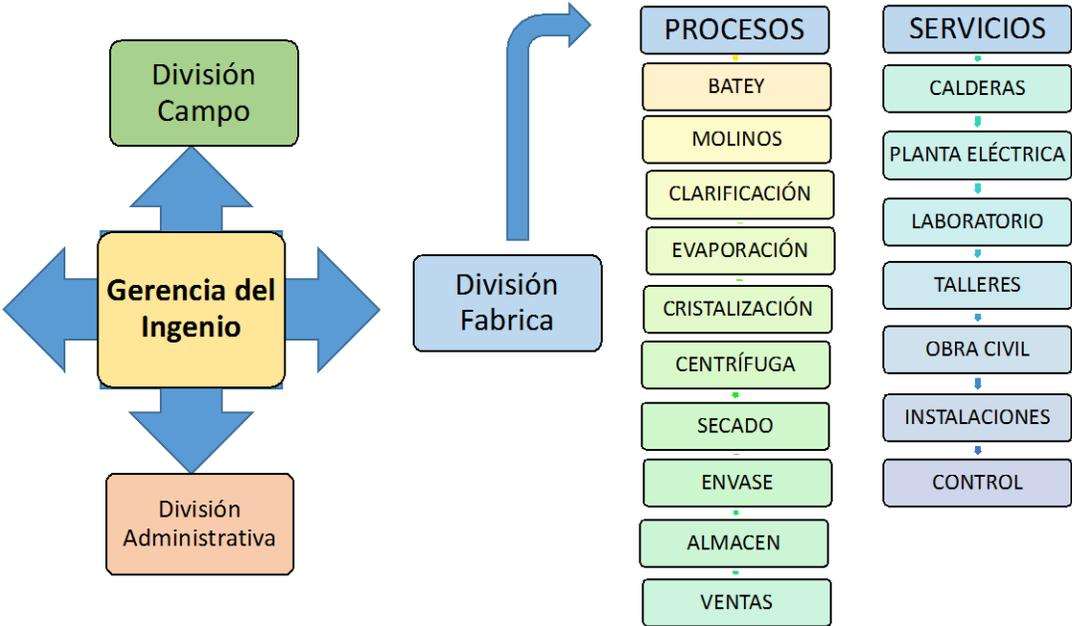 División
Campo
Gerencia del
Ingenio
División
Administrativa
División
Fabrica
PROCESOS
BATEY
MOLINOS
CLARIFICACIÓN
EVAPORACIÓN
CRISTALIZACIÓN
CENTRÍFUGA
SECADO
ENVASE
ALMACEN
VENTAS
SERVICIOS
CALDERAS
PLANTA ELÉCTRICA
LABORATORIO
TALLERES
OBRA CIVIL
INSTALACIONES
CONTROL